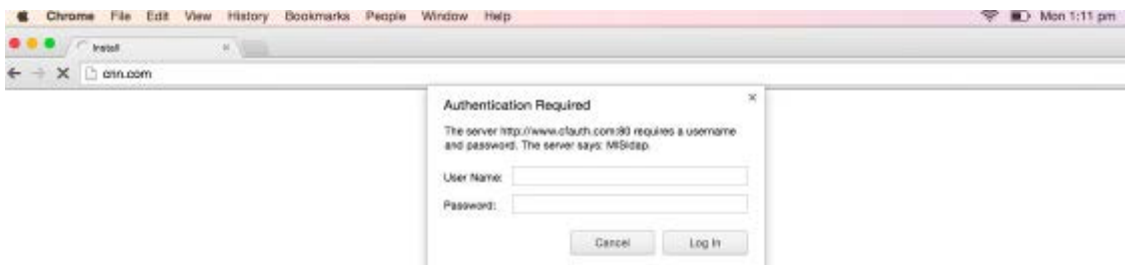 Chrome File Edit View History Bookmarks People Window Help Mon 1:11 pm
Install
cnn.com
Authentication Required
The server http://www.cfauth.com:80 requires a username
and password. The server says: MISldap.
User Name:
Password:
Cancel Log In